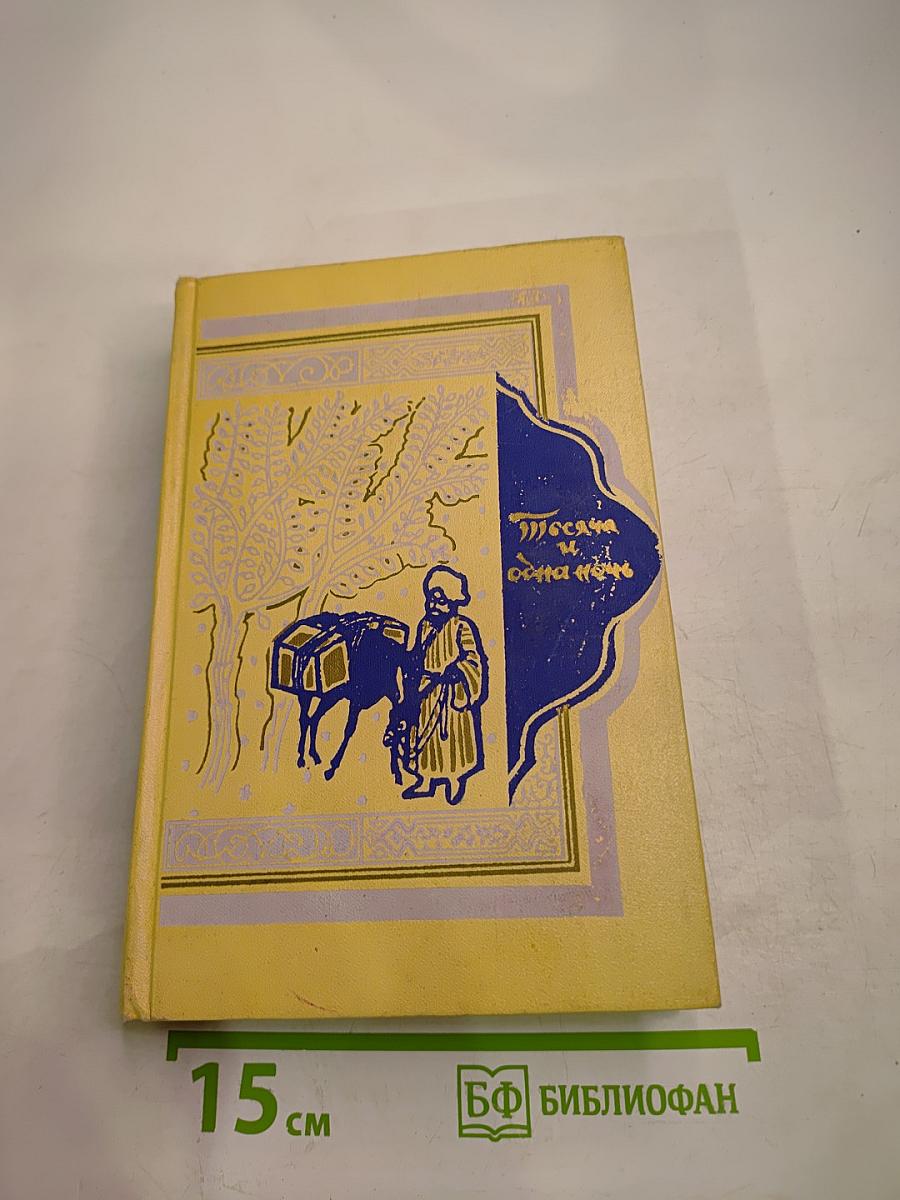 Тысяча
и
одна ночь
15 см
БФ БИБЛИОФАН